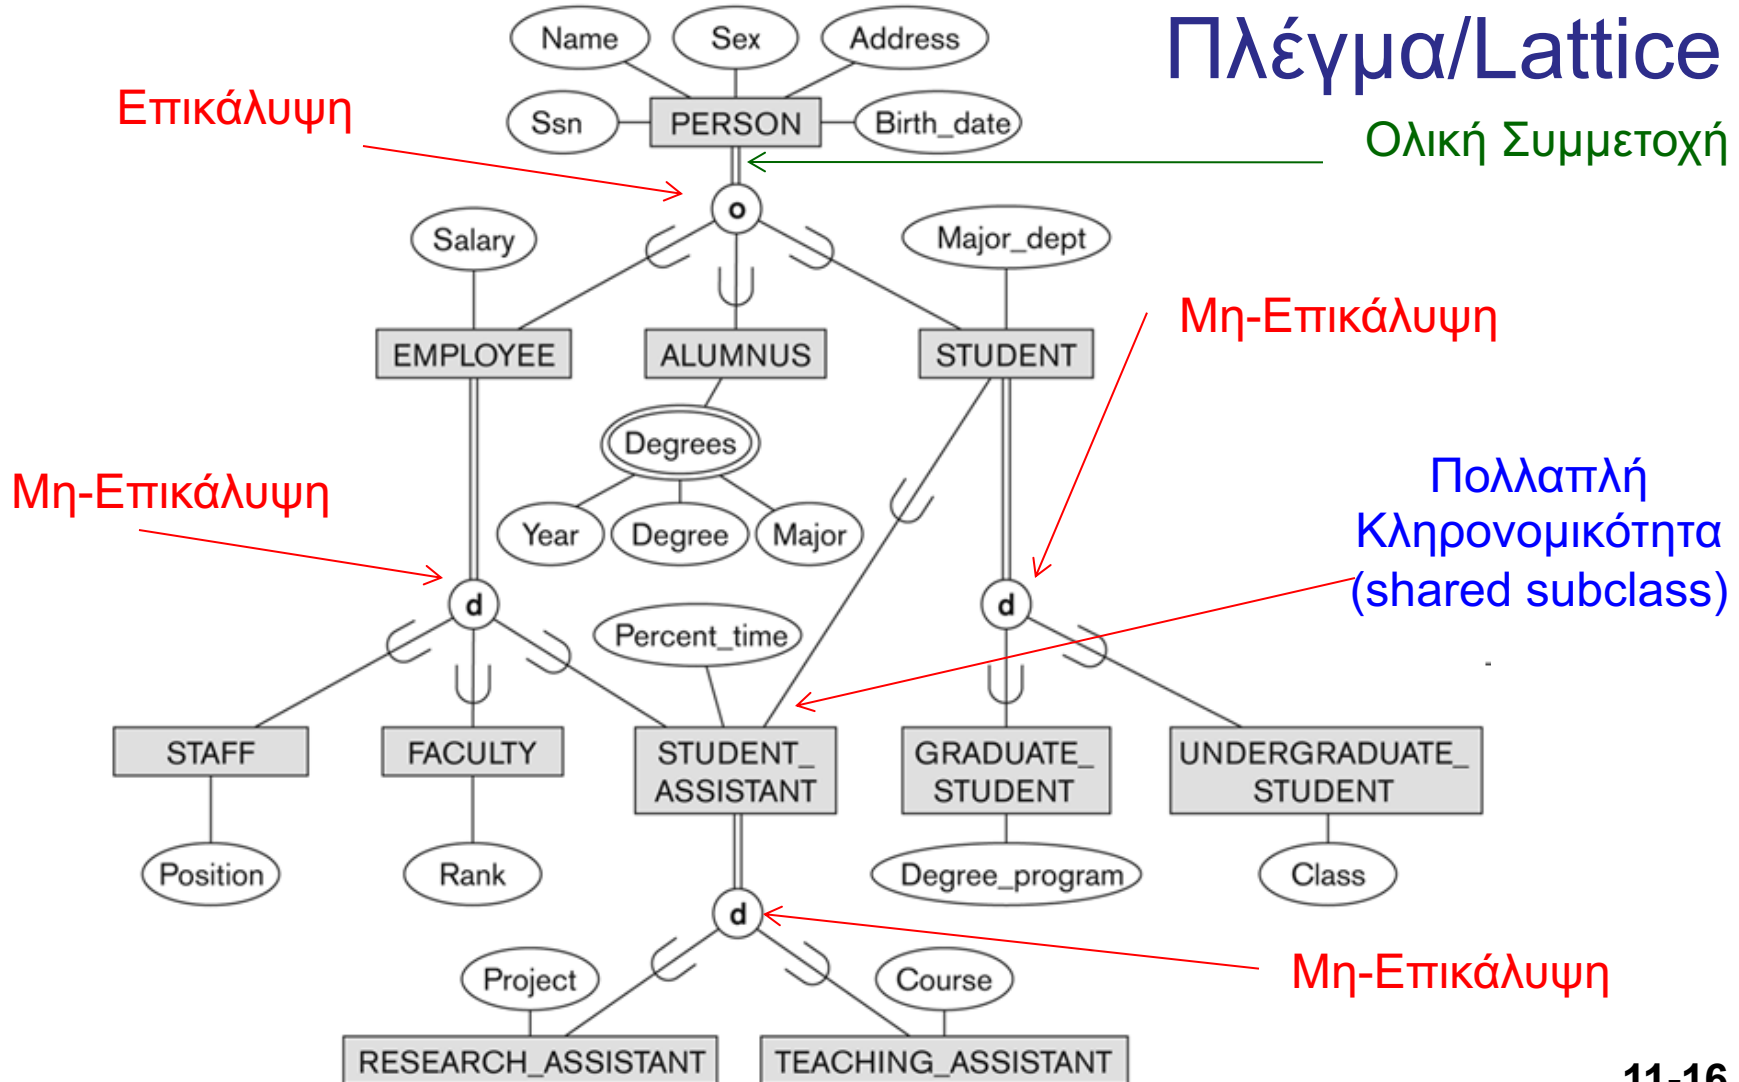 Πλέγμα/Lattice
Name
Sex
Address
Επικάλυψη
Ssn
PERSON
Birth_date
Ολική Συμμετοχή
o
Salary
Major_dept
Μη-Επικάλυψη
EMPLOYEE
ALUMNUS
STUDENT
Degrees
Μη-Επικάλυψη
Πολλαπλή
Κληρονομικότητα
(shared subclass)
Year
Degree
Major
d
d
Percent_time
STAFF
FACULTY
STUDENT_
ASSISTANT
GRADUATE_
STUDENT
UNDERGRADUATE_
STUDENT
Position
Rank
Degree_program
Class
d
Μη-Επικάλυψη
Project
Course
RESEARCH_ASSISTANT
TEACHING_ASSISTANT
11-16